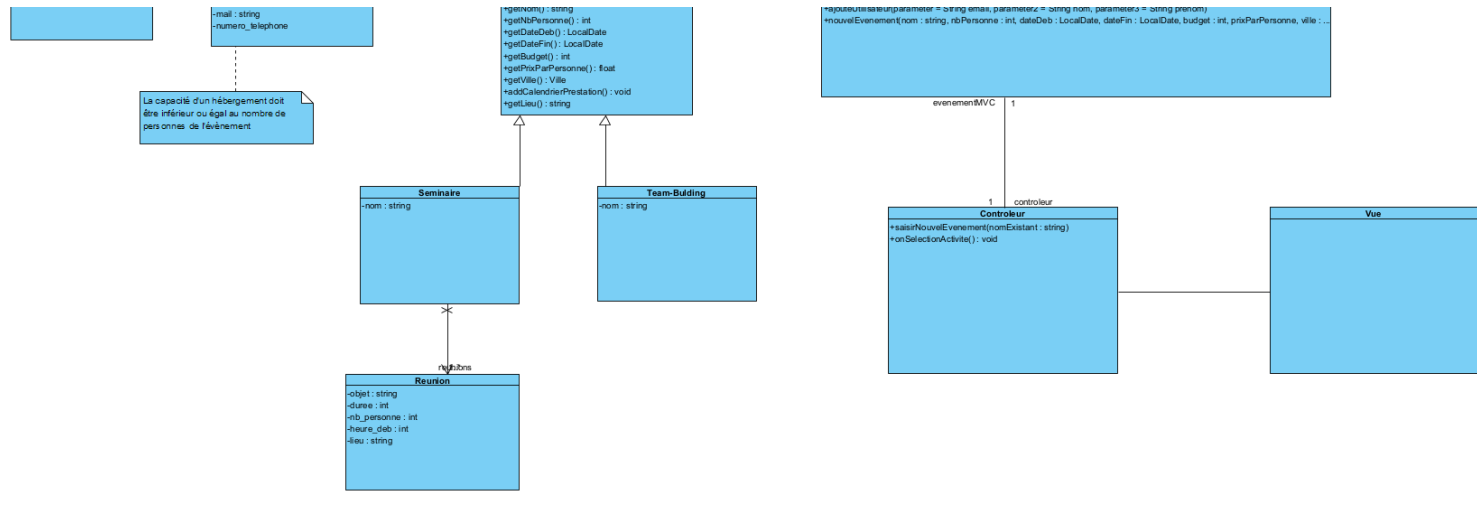 -mail : string
-numero_telephone
La capacité d'un hébergement doit
être inférieur ou égal au nombre de
personnes de l'évènement
+getNom() : string
+getNbPersonne() : int
+getDateDeb() : LocalDate
+getDateFin() : LocalDate
+getBudget() : int
+getPrixParPersonne() : float
+getVille() : Ville
+addCalendrierPrestation() : void
+getLieu() : string
+ajouteUtilisateur(parameter = String email, parameter2 = String nom, parameter3 = String prenom)
+nouvelEvenement(nom : string, nbPersonne : int, dateDeb : LocalDate, dateFin : LocalDate, budget : int, prixParPersonne, ville : ...
evenementMVC 1
Seminaire
-nom : string
Team-Bulding
-nom : string
1 controleur
Controleur
+saisirNouvelEvenement(nomExistant : string)
+onSelectionActivite() : void
Vue
Reunion
-objet : string
-duree : int
-nb_personne : int
-heure_deb : int
-lieu : string